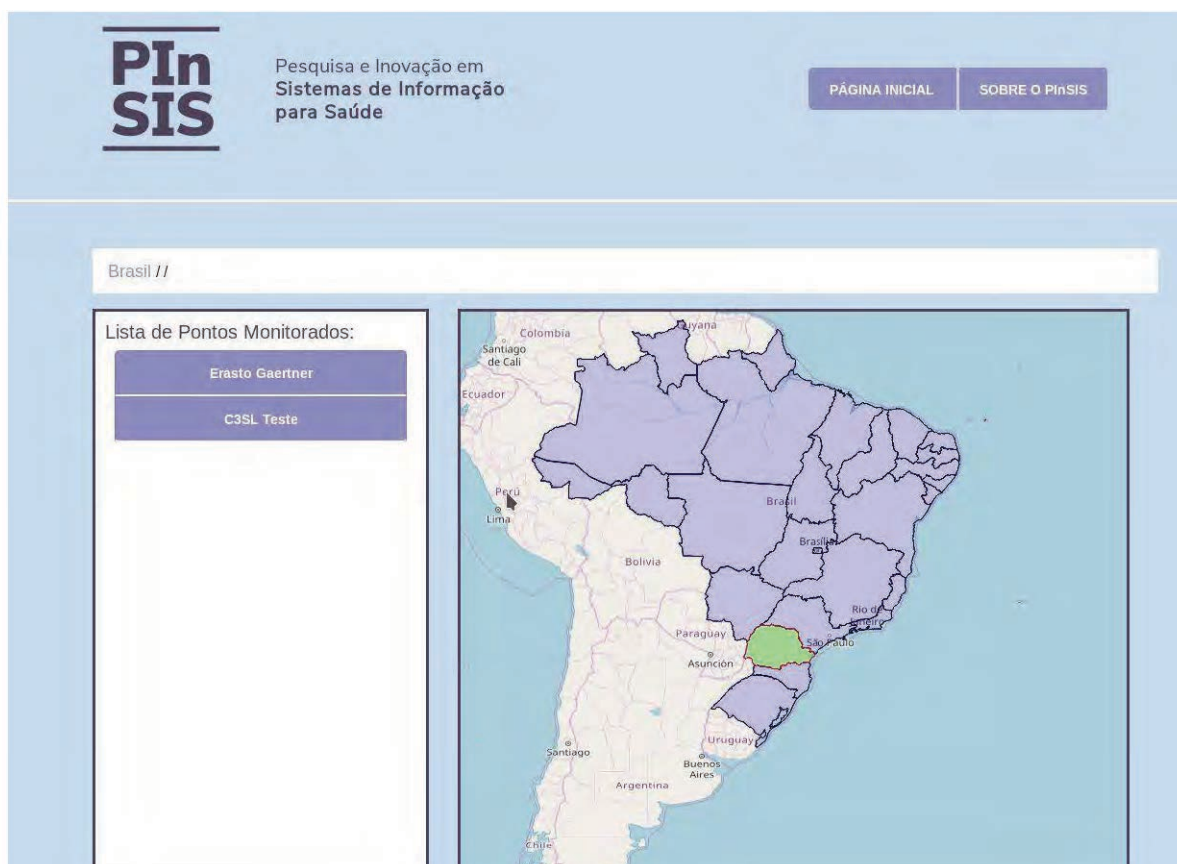 PIn
SIS
Pesquisa e Inovação em
Sistemas de Informação
para Saúde
PÁGINA INICIAL
SOBRE O PInSIS
Brasil //
Lista de Pontos Monitorados:
Erasto Gaertner
C3SL Teste
Colombia
Guyana
Santiago
de Cali
Ecuador
Perú
Lima
Brasil
Brasília
Bolivia
Rio de
Janeiro
São Paulo
Paraguay
Asunción
Uruguay
Santiago
Buenos
Aires
Argentina
Chile